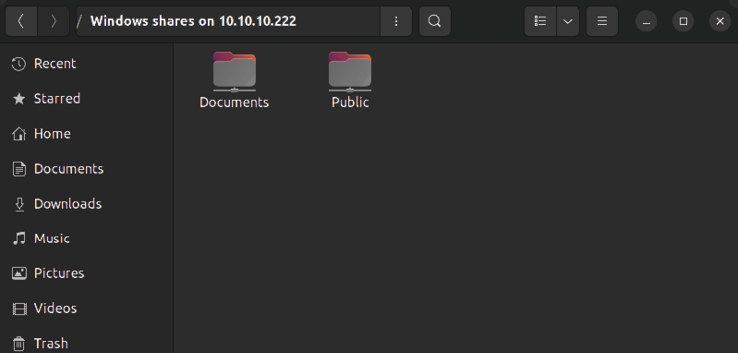 / Windows shares on 10.10.10.222
Recent
Starred
Home
Documents
Downloads
Music
Pictures
Videos
Trash
Documents
Public